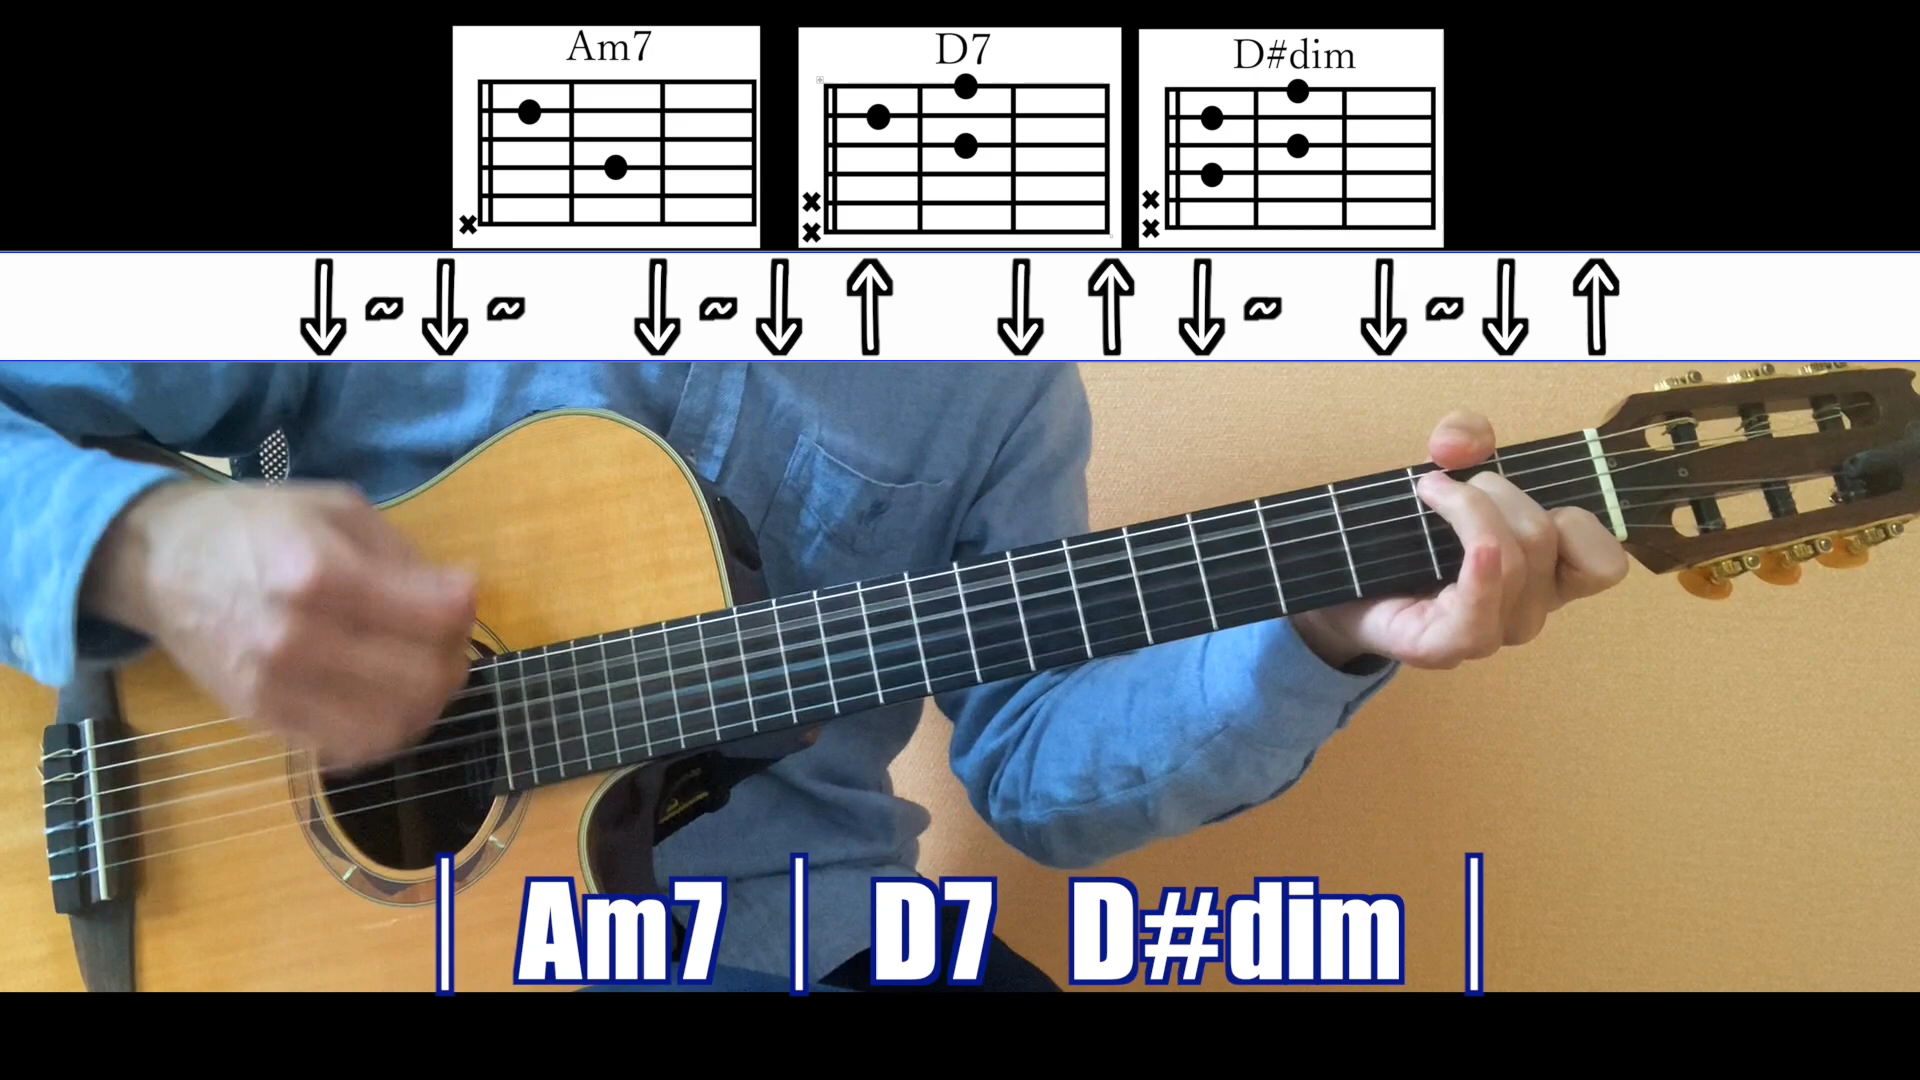 Am7 D7 D#dim
× × ×
× × ×
↓ ~ ↓ ~ ↓ ~ ↓ ↑ ↓ ↑ ↓ ~ ↓ ~ ↓ ↑
| Am7 | D7 D#dim |